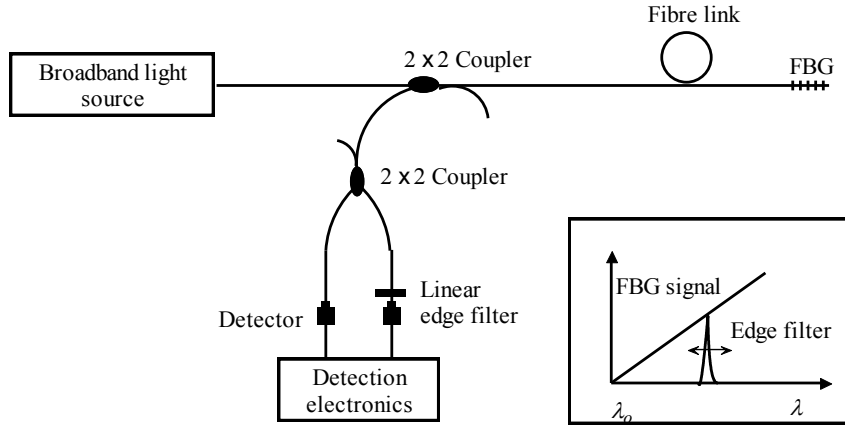 Fibre link
2 x 2 Coupler
FBG
Broadband light
source
2 x 2 Coupler
Linear
edge filter
Detector
Detection
electronics
FBG signal
Edge filter
λo
λ